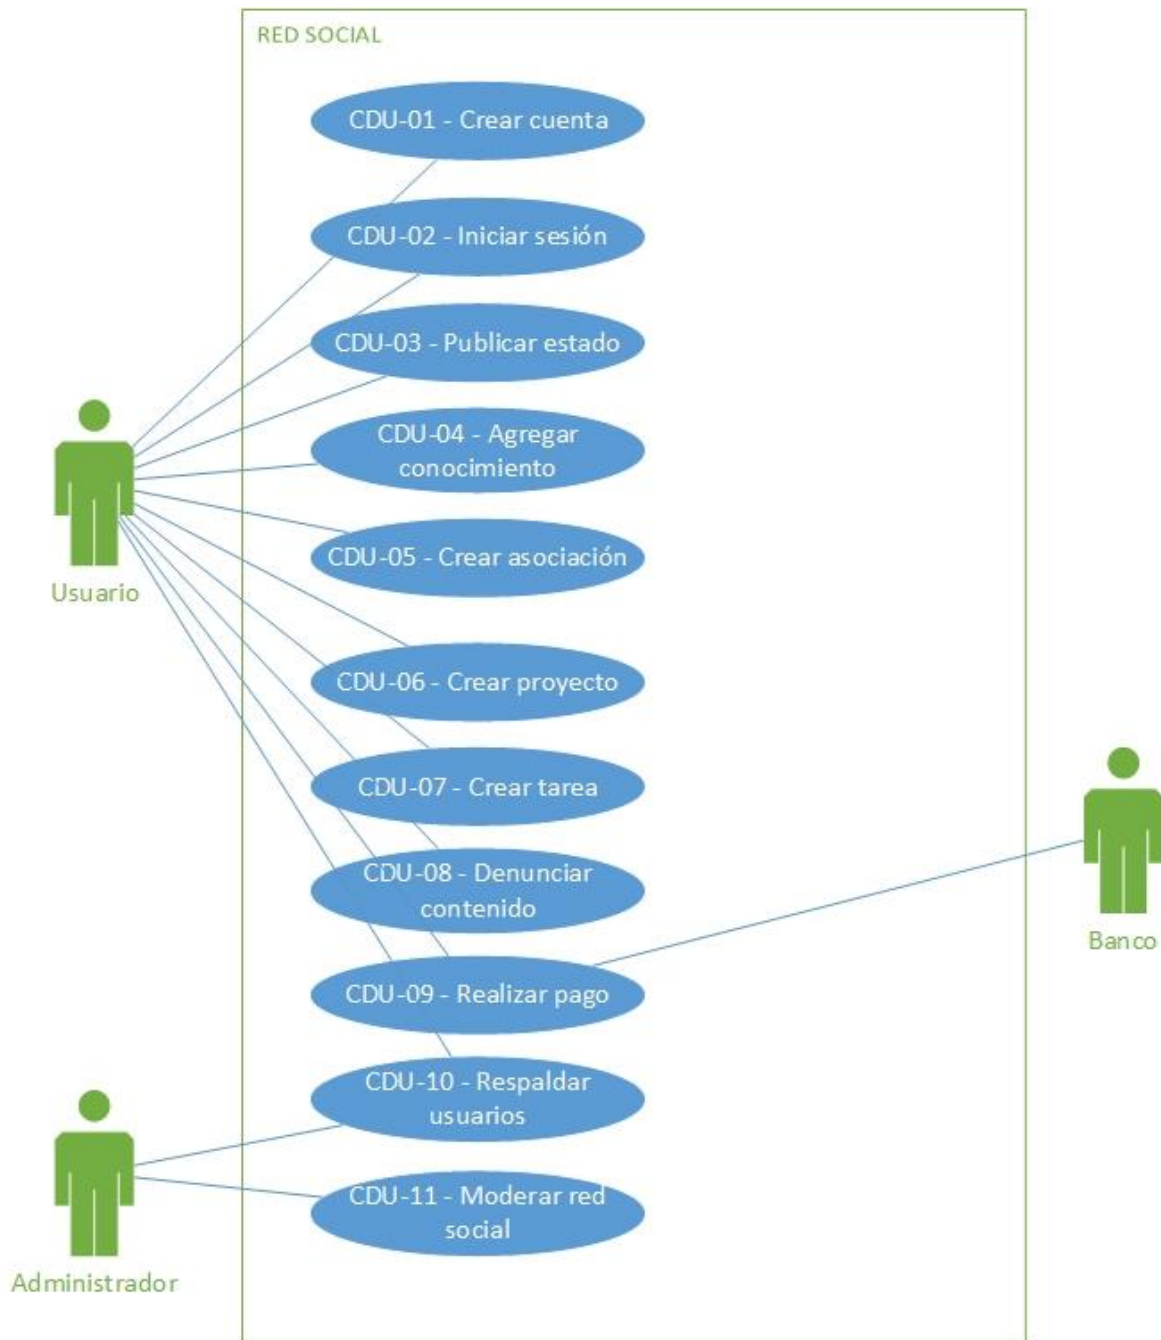 RED SOCIAL
CDU-01 - Crear cuenta
CDU-02 - Iniciar sesión
CDU-03 - Publicar estado
CDU-04 - Agregar
conocimiento
CDU-05 - Crear asociación
Usuario
CDU-06 - Crear proyecto
CDU-07 - Crear tarea
CDU-08 - Denunciar
contenido
Banco
CDU-09 - Realizar pago
CDU-10 - Respaldar
usuarios
CDU-11 - Moderar red
social
Administrador